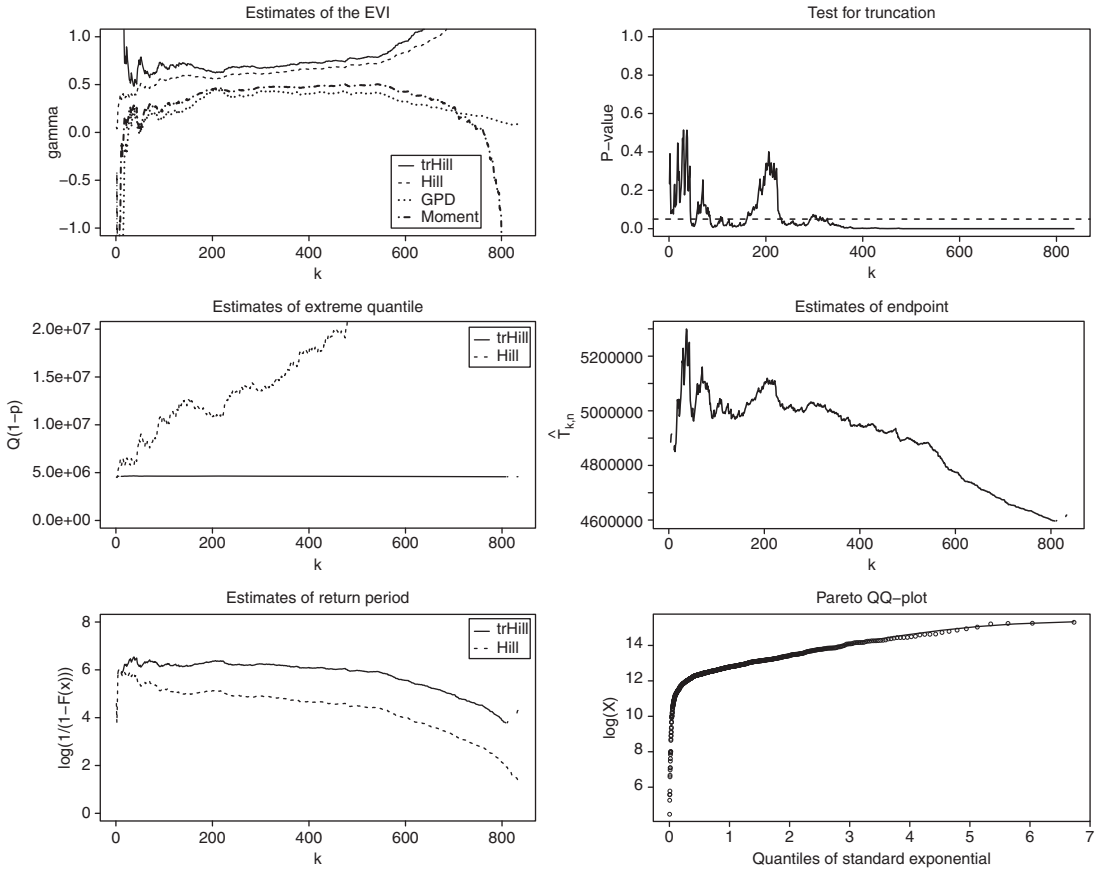 Estimates of the EVI
1.0
0.5
0.0
−0.5
−1.0
gamma
trHill
Hill
GPD
Moment
0 200 400 600 800
k
Test for truncation
1.0
0.8
0.6
0.4
0.2
0.0
P−value
0 200 400 600 800
k
Estimates of extreme quantile
2.0e+07
1.5e+07
1.0e+07
5.0e+06
0.0e+00
Q(1−p)
trHill
Hill
0 200 400 600 800
k
Estimates of endpoint
5200000
5000000
4800000
4600000
T̂k,n
0 200 400 600 800
k
Estimates of return period
8
6
4
2
0
log(1/(1−F(x)))
trHill
Hill
0 200 400 600 800
k
Pareto QQ−plot
14
12
10
8
6
log(X)
0 1 2 3 4 5 6 7
Quantiles of standard exponential